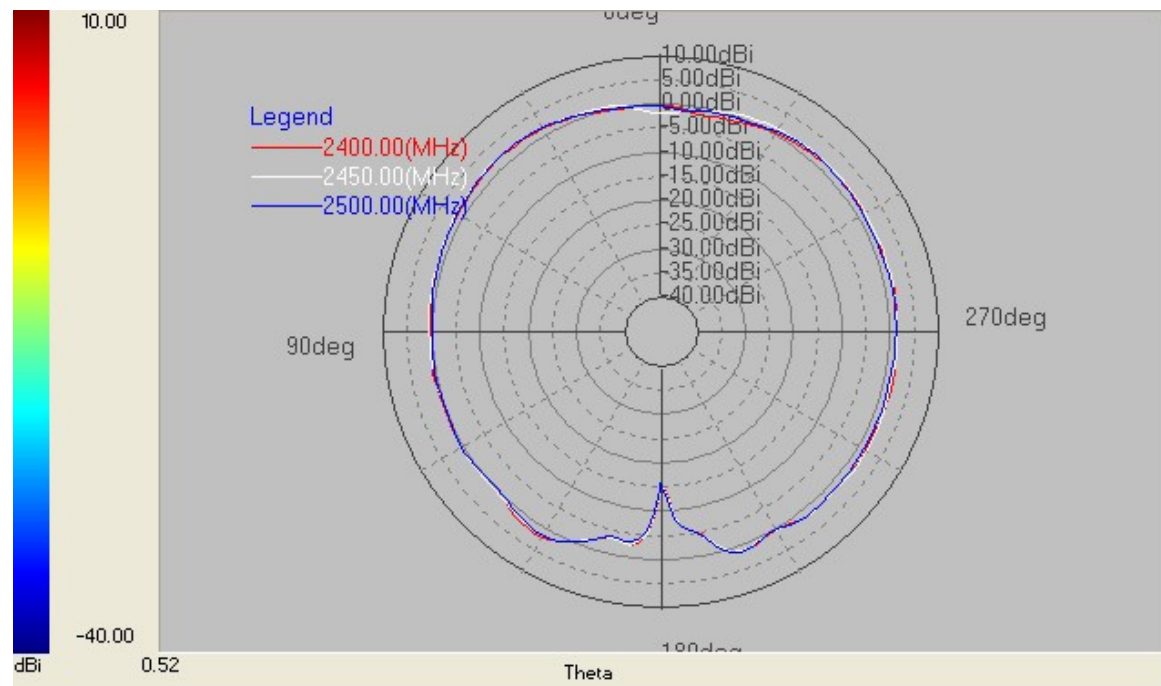 10.00
0deg
10.00dBi
5.00dBi
0.00dBi
Legend
-5.00dBi
2400.00(MHz)
-10.00dBi
2450.00(MHz)
-15.00dBi
2500.00(MHz)
-20.00dBi
-25.00dBi
-30.00dBi
-35.00dBi
-40.00dBi
270deg
90deg
-40.00
180deg
dBi
0.52
Theta